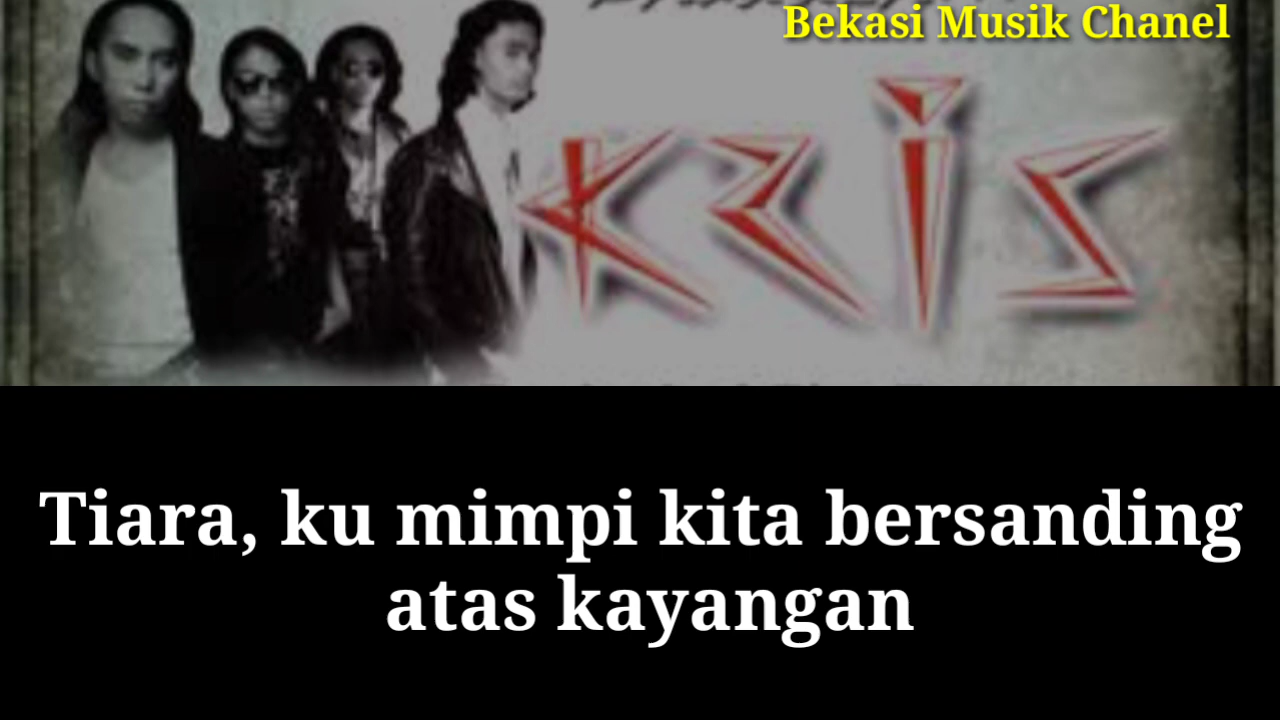 Bekasi Musik Chanel
KRiS
Tiara, ku mimpi kita bersanding
atas kayangan